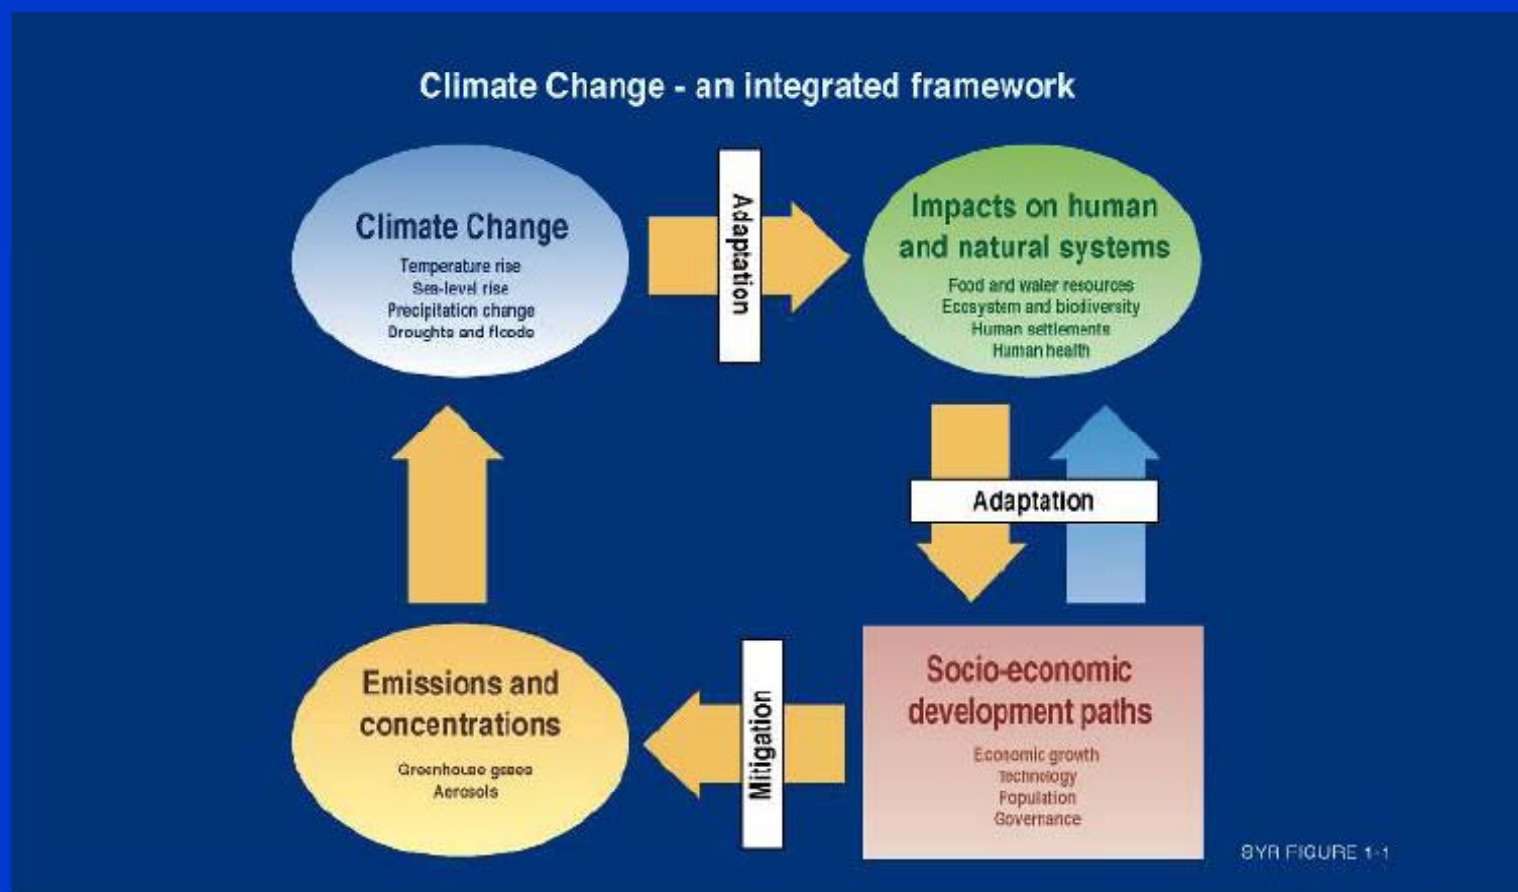 Climate Change - an integrated framework
Climate Change
Temperature rise
Sea-level rise
Precipitation change
Droughts and floods
Adaptation
Impacts on human
and natural systems
Food and water resources
Ecosystem and biodiversity
Human settlements
Human health
Adaptation
Emissions and
concentrations
Greenhouse gases
Aerosols
Mitigation
Socio-economic
development paths
Economic growth
Technology
Population
Governance
SYR FIGURE 1-1